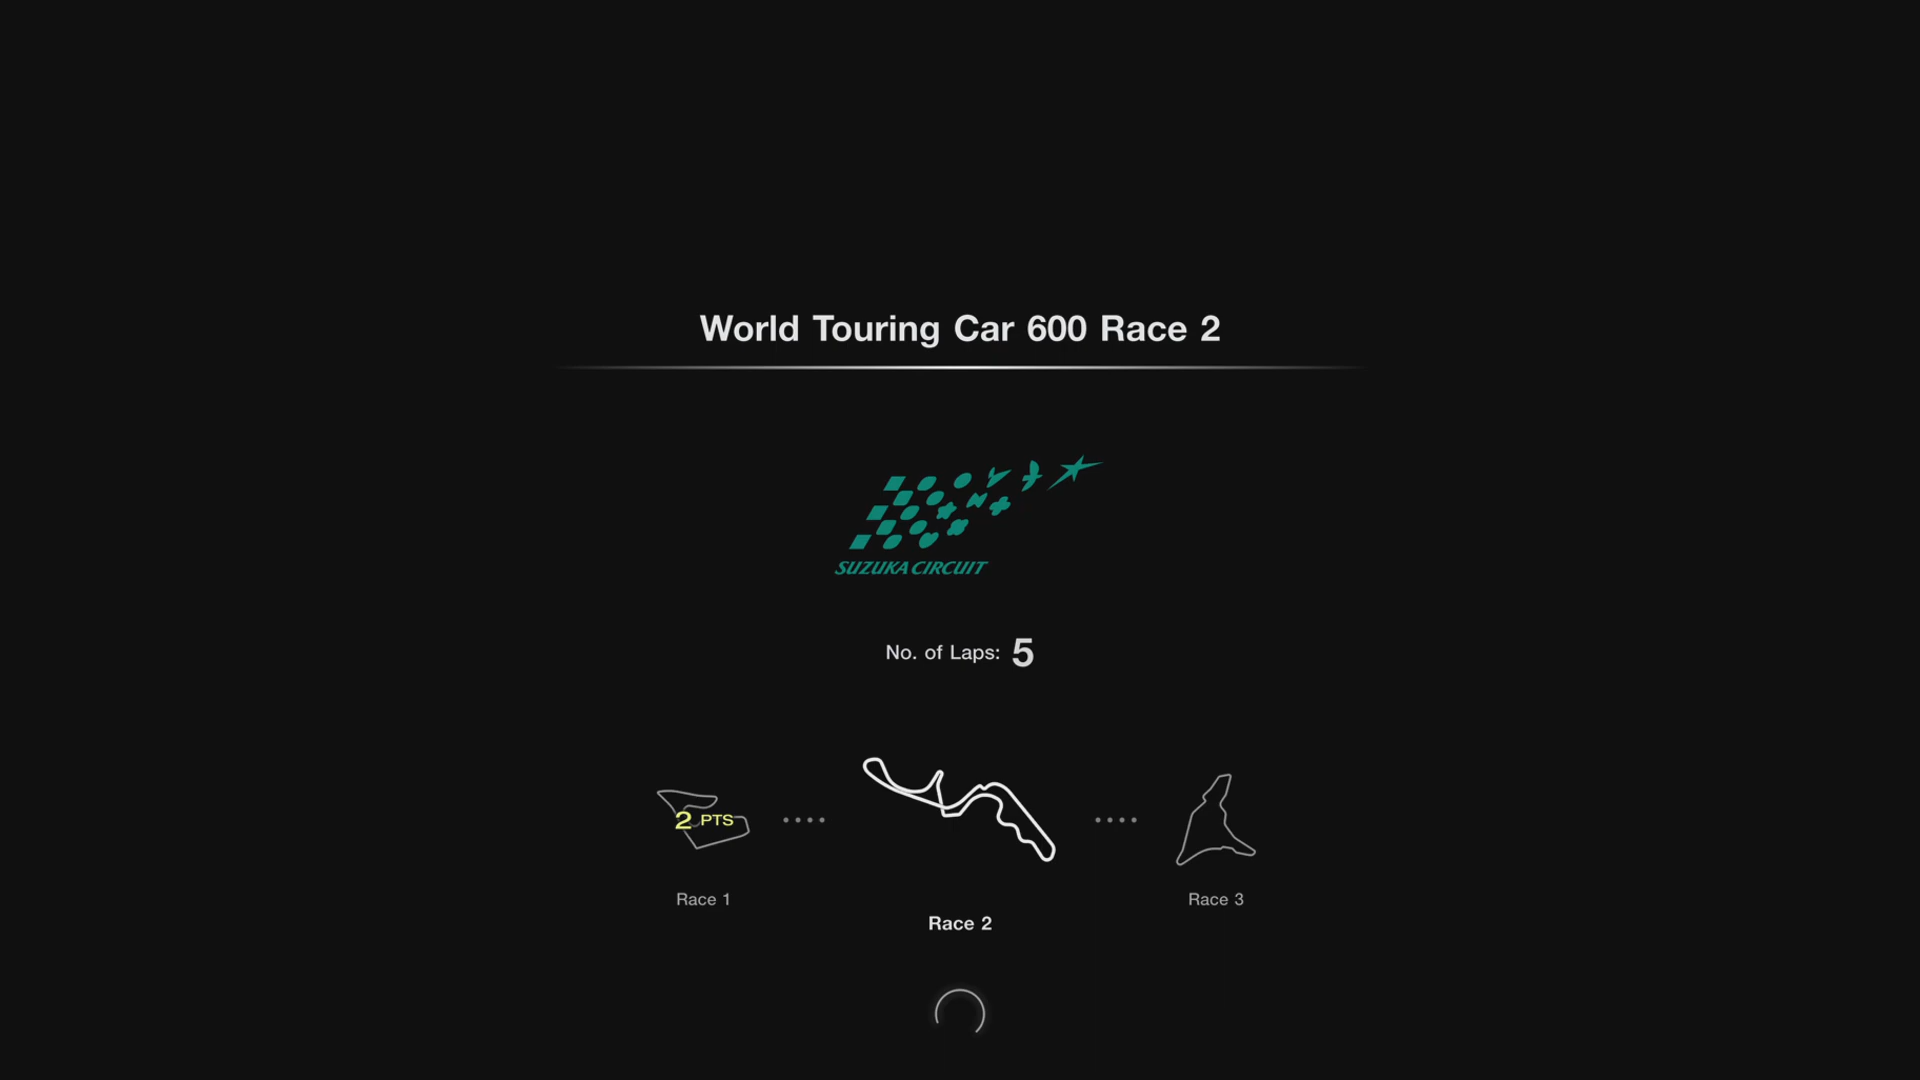 World Touring Car 600 Race 2
SUZUKA CIRCUIT
No. of Laps: 5
2 PTS
Race 1
Race 2
Race 3